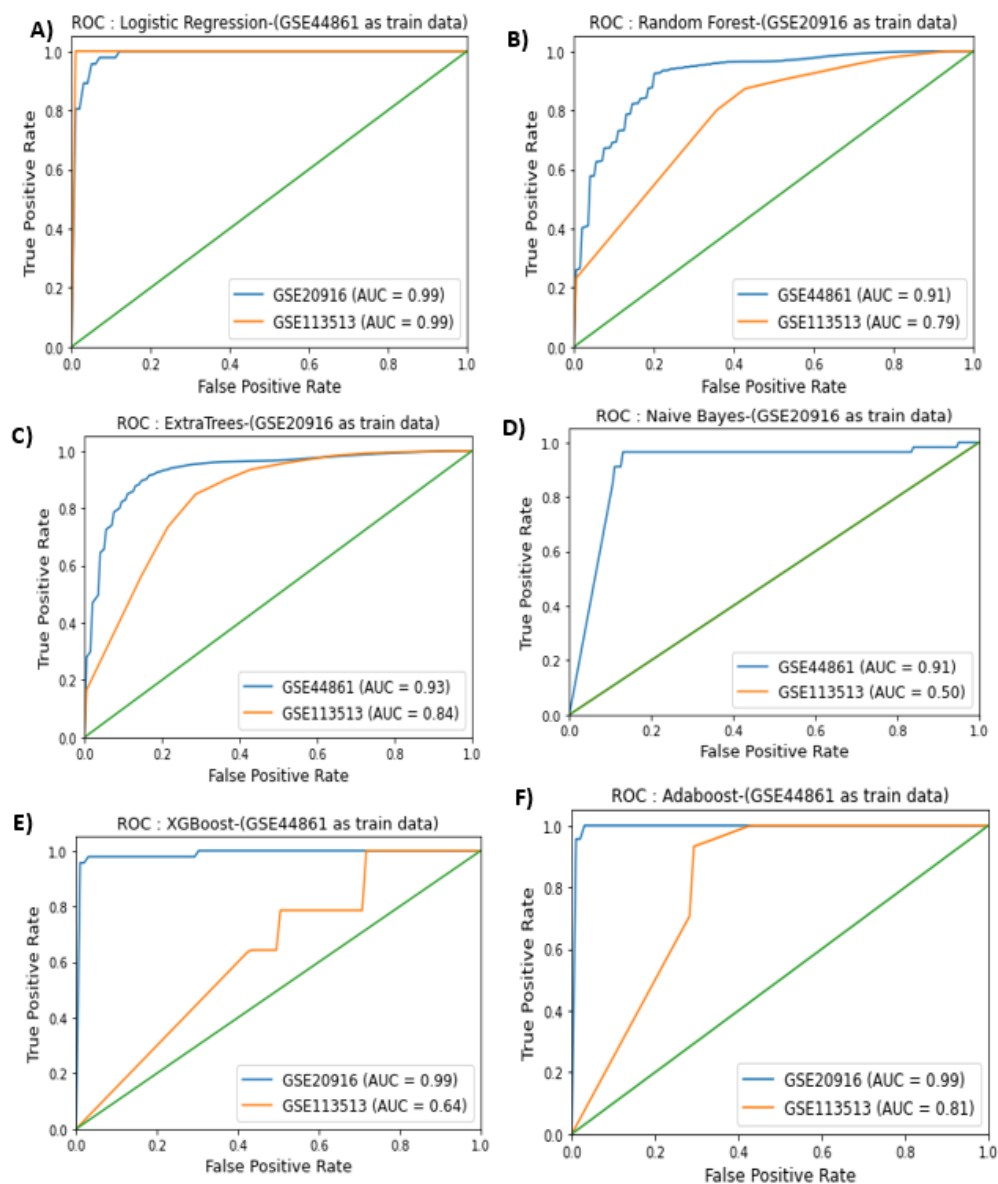 A)
ROC : Logistic Regression-(GSE44861 as train data)
True Positive Rate
1.0
0.8
0.6
0.4
0.2
0.0
GSE20916 (AUC = 0.99)
GSE113513 (AUC = 0.99)
0.0 0.2 0.4 0.6 0.8 1.0
False Positive Rate
B)
ROC : Random Forest-(GSE20916 as train data)
True Positive Rate
1.0
0.8
0.6
0.4
0.2
0.0
GSE44861 (AUC = 0.91)
GSE113513 (AUC = 0.79)
0.0 0.2 0.4 0.6 0.8 1.0
False Positive Rate
C)
ROC : ExtraTrees-(GSE20916 as train data)
True Positive Rate
1.0
0.8
0.6
0.4
0.2
0.0
GSE44861 (AUC = 0.93)
GSE113513 (AUC = 0.84)
0.0 0.2 0.4 0.6 0.8 1.0
False Positive Rate
D)
ROC : Naive Bayes-(GSE20916 as train data)
True Positive Rate
1.0
0.8
0.6
0.4
0.2
0.0
GSE44861 (AUC = 0.91)
GSE113513 (AUC = 0.50)
0.0 0.2 0.4 0.6 0.8 1.0
False Positive Rate
E)
ROC : XGBoost-(GSE44861 as train data)
True Positive Rate
1.0
0.8
0.6
0.4
0.2
0.0
GSE20916 (AUC = 0.99)
GSE113513 (AUC = 0.64)
0.0 0.2 0.4 0.6 0.8 1.0
False Positive Rate
F)
ROC : Adaboost-(GSE44861 as train data)
True Positive Rate
1.0
0.8
0.6
0.4
0.2
0.0
GSE20916 (AUC = 0.99)
GSE113513 (AUC = 0.81)
0.0 0.2 0.4 0.6 0.8 1.0
False Positive Rate